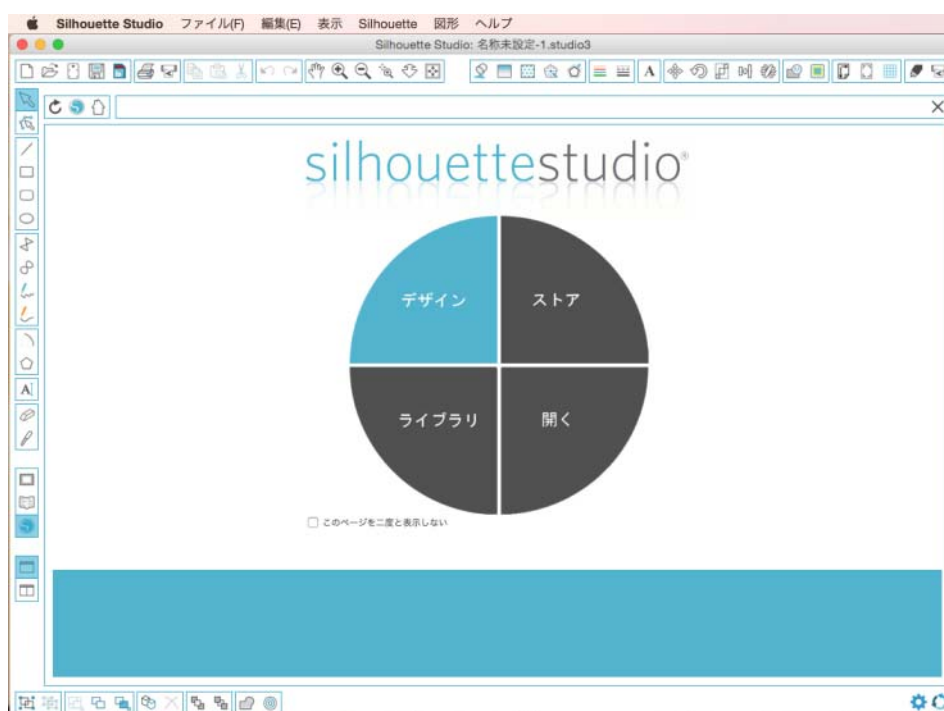 Silhouette Studio ファイル(F) 編集(E) 表示 Silhouette 図形 ヘルプ
Silhouette Studio: 名称未設定-1.studio3
silhouettestudio®
デザイン ストア
ライブラリ 開く
このページを二度と表示しない